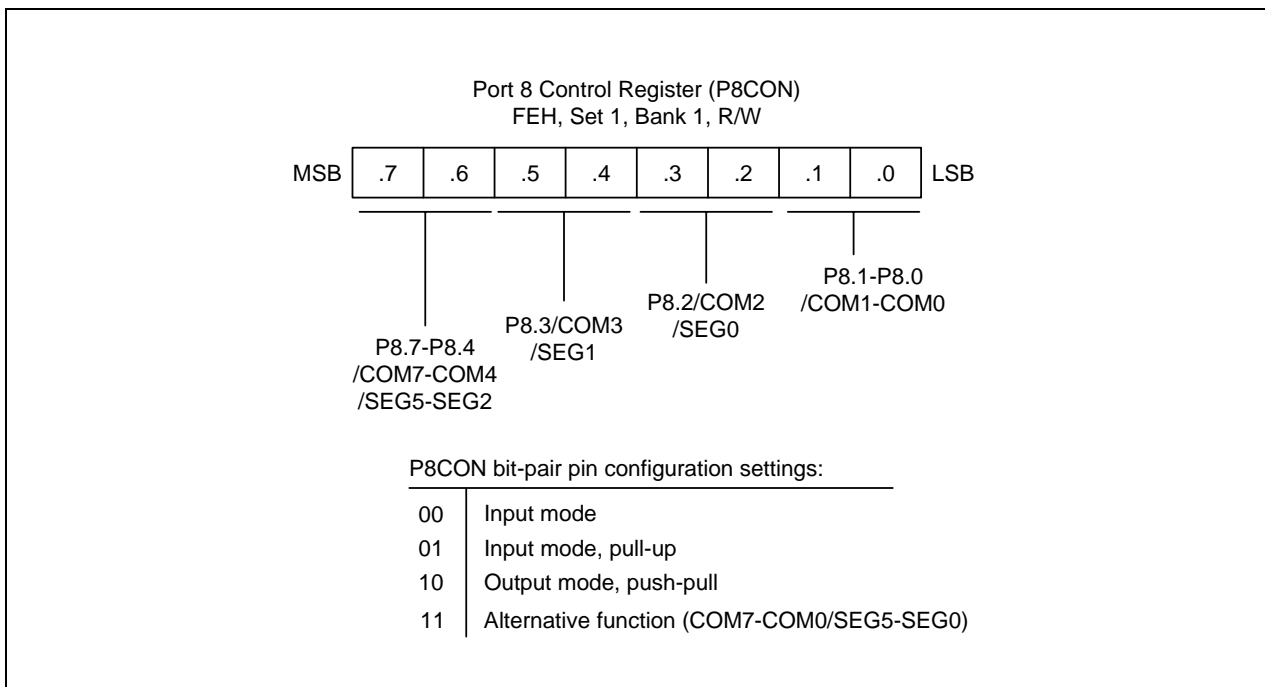 Port 8 Control Register (P8CON)
FEH, Set 1, Bank 1, R/W
MSB .7 .6 .5 .4 .3 .2 .1 .0 LSB
P8.7-P8.4
/COM7-COM4
/SEG5-SEG2
P8.3/COM3
/SEG1
P8.2/COM2
/SEG0
P8.1-P8.0
/COM1-COM0
P8CON bit-pair pin configuration settings:
00 Input mode
01 Input mode, pull-up
10 Output mode, push-pull
11 Alternative function (COM7-COM0/SEG5-SEG0)